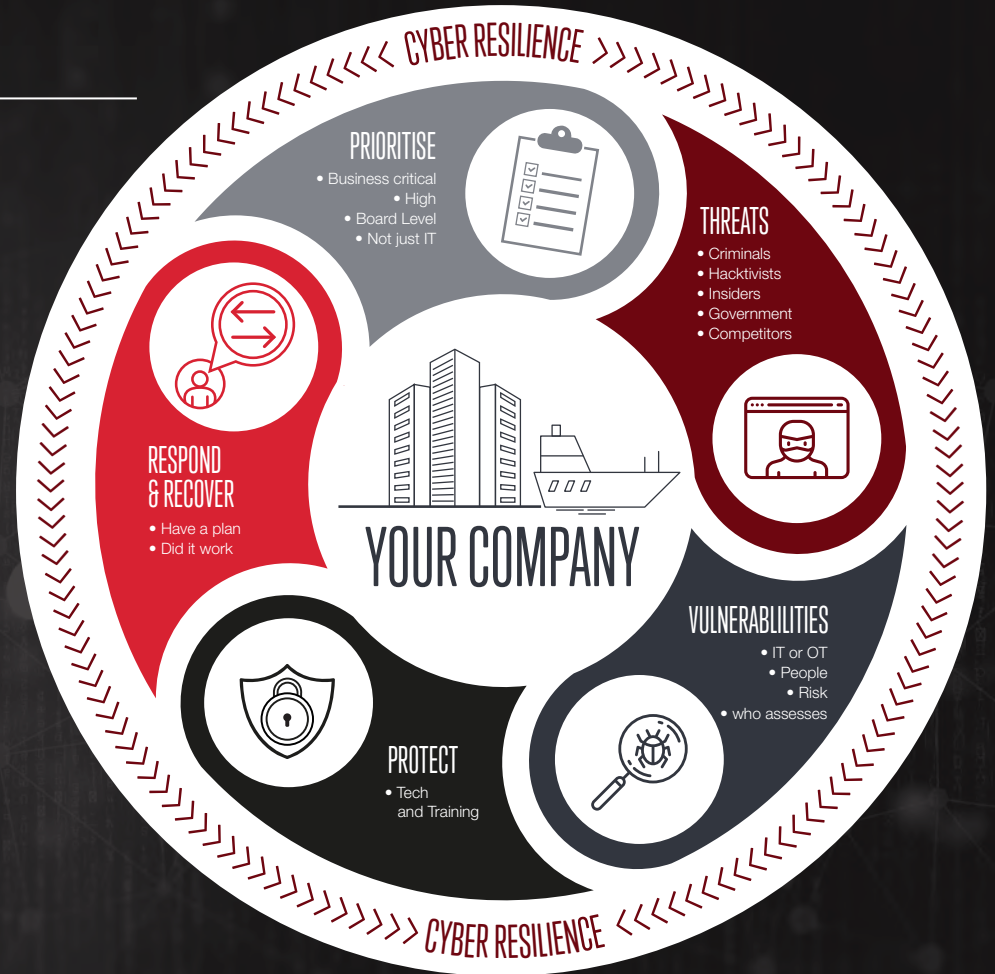 CYBER RESILIENCE
PRIORITISE
• Business critical
• High
• Board Level
• Not just IT
THREATS
• Criminals
• Hacktivists
• Insiders
• Government
• Competitors
RESPOND
& RECOVER
• Have a plan
• Did it work
YOUR COMPANY
VULNERABLILITIES
• IT or OT
• People
• Risk
• who assesses
PROTECT
• Tech
and Training
CYBER RESILIENCE